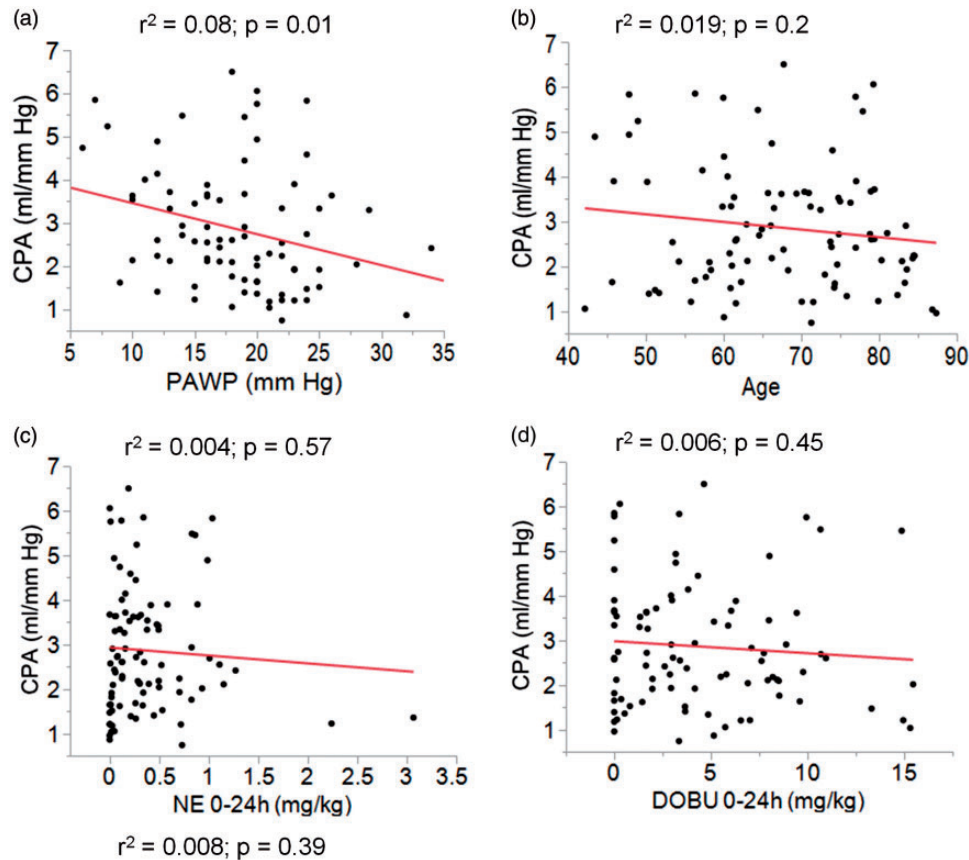 (a)
r² = 0.08; p = 0.01
7
6
5
4
3
2
1
CPA (ml/mm Hg)
5 10 15 20 25 30 35
PAWP (mm Hg)
(b)
r² = 0.019; p = 0.2
7
6
5
4
3
2
1
CPA (ml/mm Hg)
40 50 60 70 80 90
Age
(c)
r² = 0.004; p = 0.57
7
6
5
4
3
2
1
CPA (ml/mm Hg)
0 0.5 1 1.5 2 2.5 3 3.5
NE 0-24h (mg/kg)
(d)
r² = 0.006; p = 0.45
7
6
5
4
3
2
1
CPA (ml/mm Hg)
0 5 10 15
DOBU 0-24h (mg/kg)
r² = 0.008; p = 0.39